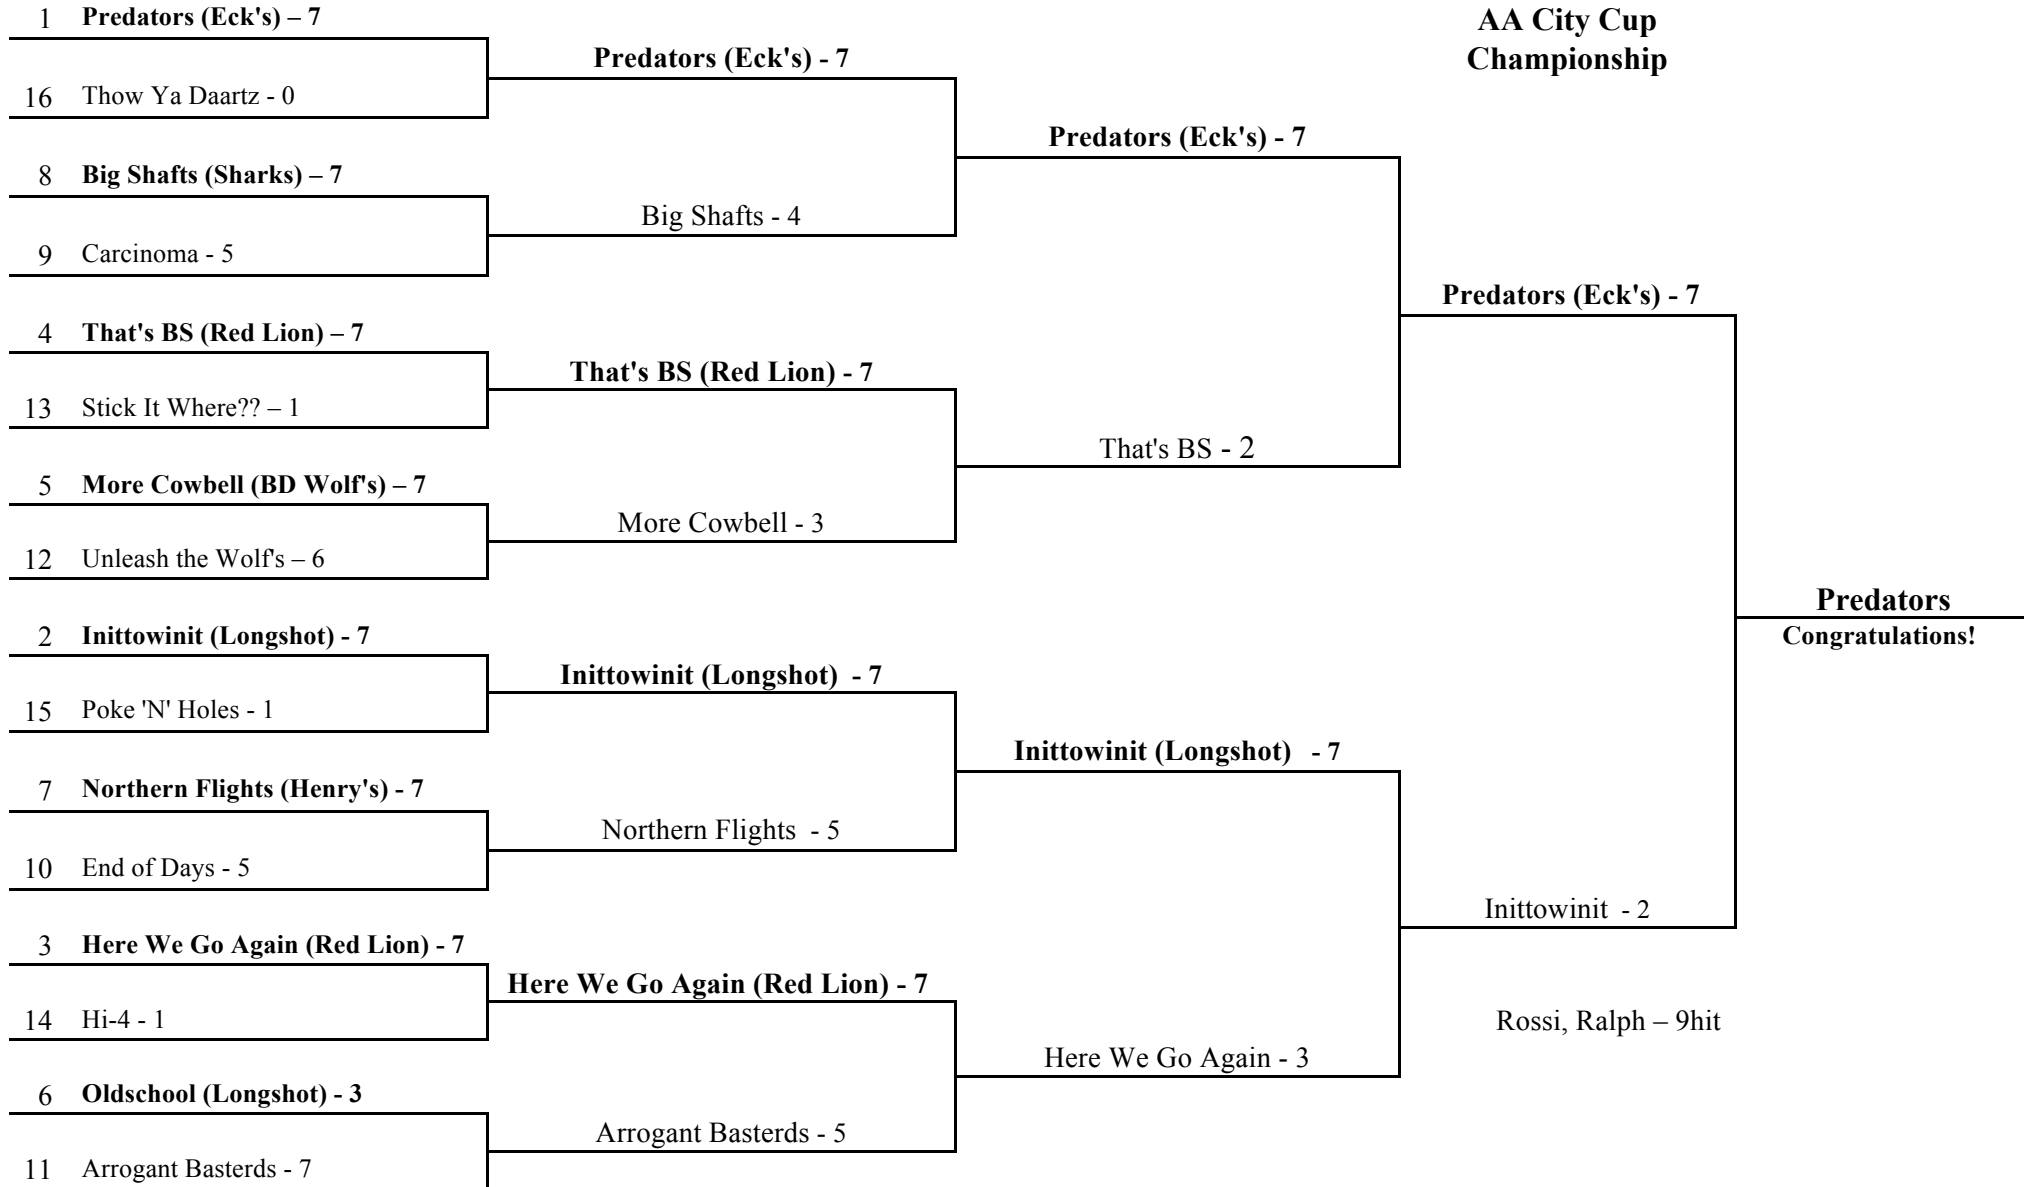 1 Predators (Eck's) – 7
AA City Cup
Championship
Predators (Eck's) - 7
16 Thow Ya Daartz - 0
Predators (Eck's) - 7
8 Big Shafts (Sharks) – 7
Big Shafts - 4
9 Carcinoma - 5
Predators (Eck's) - 7
4 That's BS (Red Lion) – 7
That's BS (Red Lion) - 7
13 Stick It Where?? – 1
That's BS - 2
5 More Cowbell (BD Wolf's) – 7
More Cowbell - 3
12 Unleash the Wolf's – 6
Predators
Congratulations!
2 Inittowinit (Longshot) - 7
Inittowinit (Longshot) - 7
15 Poke 'N' Holes - 1
Inittowinit (Longshot) - 7
7 Northern Flights (Henry's) - 7
Northern Flights - 5
10 End of Days - 5
Inittowinit - 2
3 Here We Go Again (Red Lion) - 7
Here We Go Again (Red Lion) - 7
14 Hi-4 - 1
Rossi, Ralph – 9hit
Here We Go Again - 3
6 Oldschool (Longshot) - 3
Arrogant Basterds - 5
11 Arrogant Basterds - 7